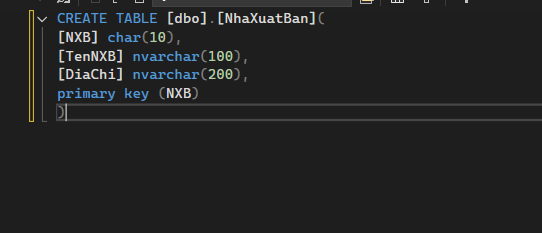 CREATE TABLE [dbo].[NhaXuatBan](
[NXB] char(10),
[TenNXB] nvarchar(100),
[DiaChi] nvarchar(200),
primary key (NXB)
)